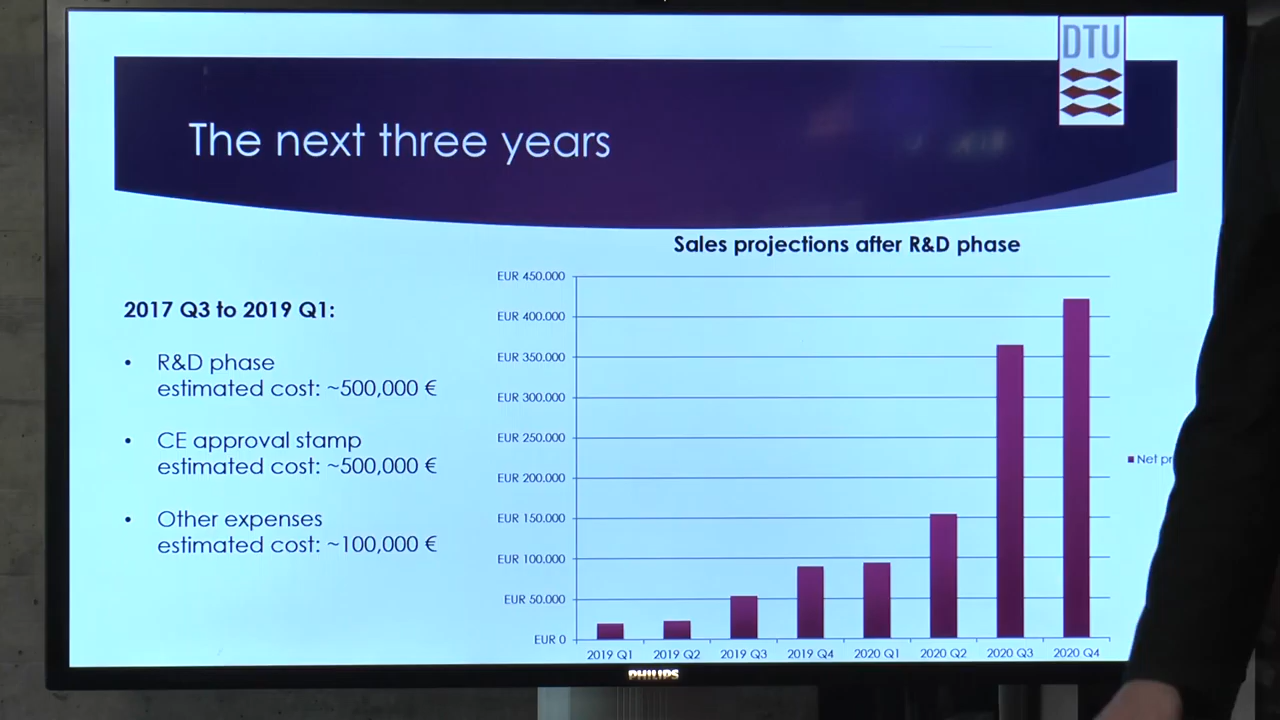 DTU
The next three years
Sales projections after R&D phase
2017 Q3 to 2019 Q1:
• R&D phase
estimated cost: ~500,000 €
• CE approval stamp
estimated cost: ~500,000 €
• Other expenses
estimated cost: ~100,000 €
EUR 450.000
EUR 400.000
EUR 350.000
EUR 300.000
EUR 250.000
EUR 200.000
EUR 150.000
EUR 100.000
EUR 50.000
EUR 0
2019 Q1 2019 Q2 2019 Q3 2019 Q4 2020 Q1 2020 Q2 2020 Q3 2020 Q4
Net
PHILIPS